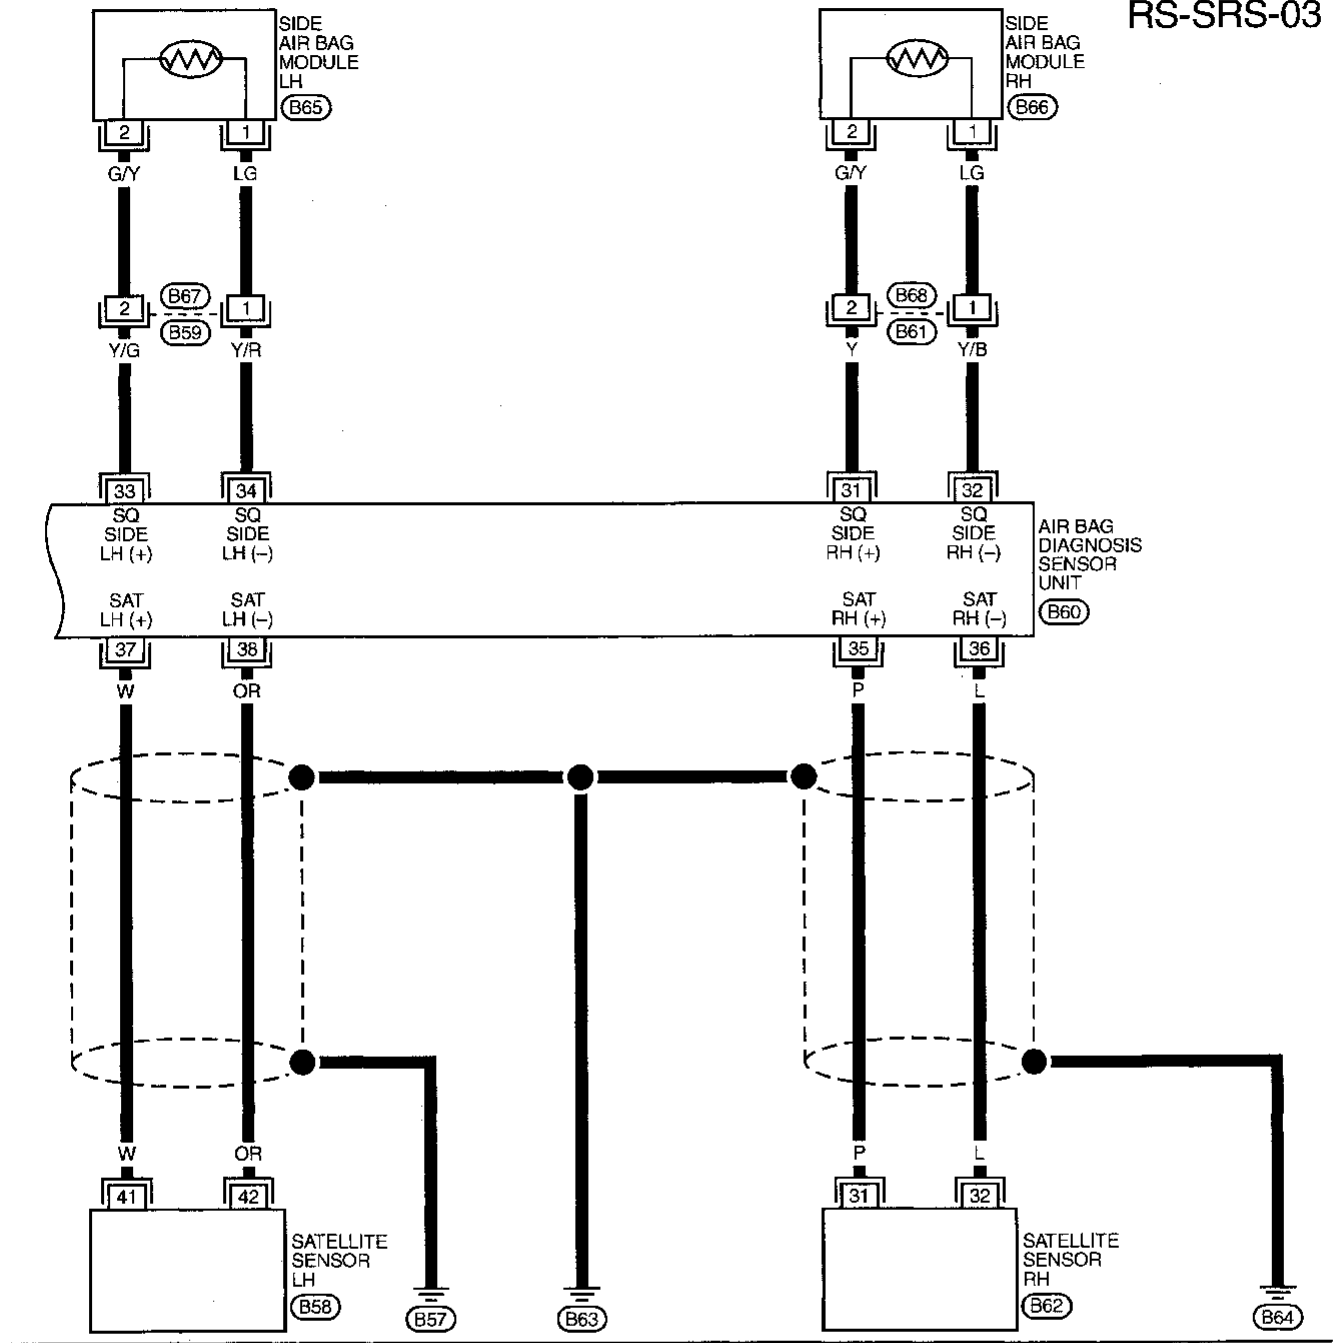 RS-SRS-03
SIDE
AIR BAG
MODULE
LH
B65
SIDE
AIR BAG
MODULE
RH
B66
2 1 2 1
G/Y LG G/Y LG
B67 B68
2 1 2 1
B59 B61
Y/G Y/R Y Y/B
33 34 31 32
SQ
SIDE
LH (+)
SQ
SIDE
LH (–)
SQ
SIDE
RH (+)
SQ
SIDE
RH (–)
AIR BAG
DIAGNOSIS
SENSOR
UNIT
B60
SAT
LH (+)
SAT
LH (–)
SAT
RH (+)
SAT
RH (–)
37 38 35 36
W OR P L
W OR P L
41 42 31 32
SATELLITE
SENSOR
LH
B58
B57
B63
SATELLITE
SENSOR
RH
B62
B64